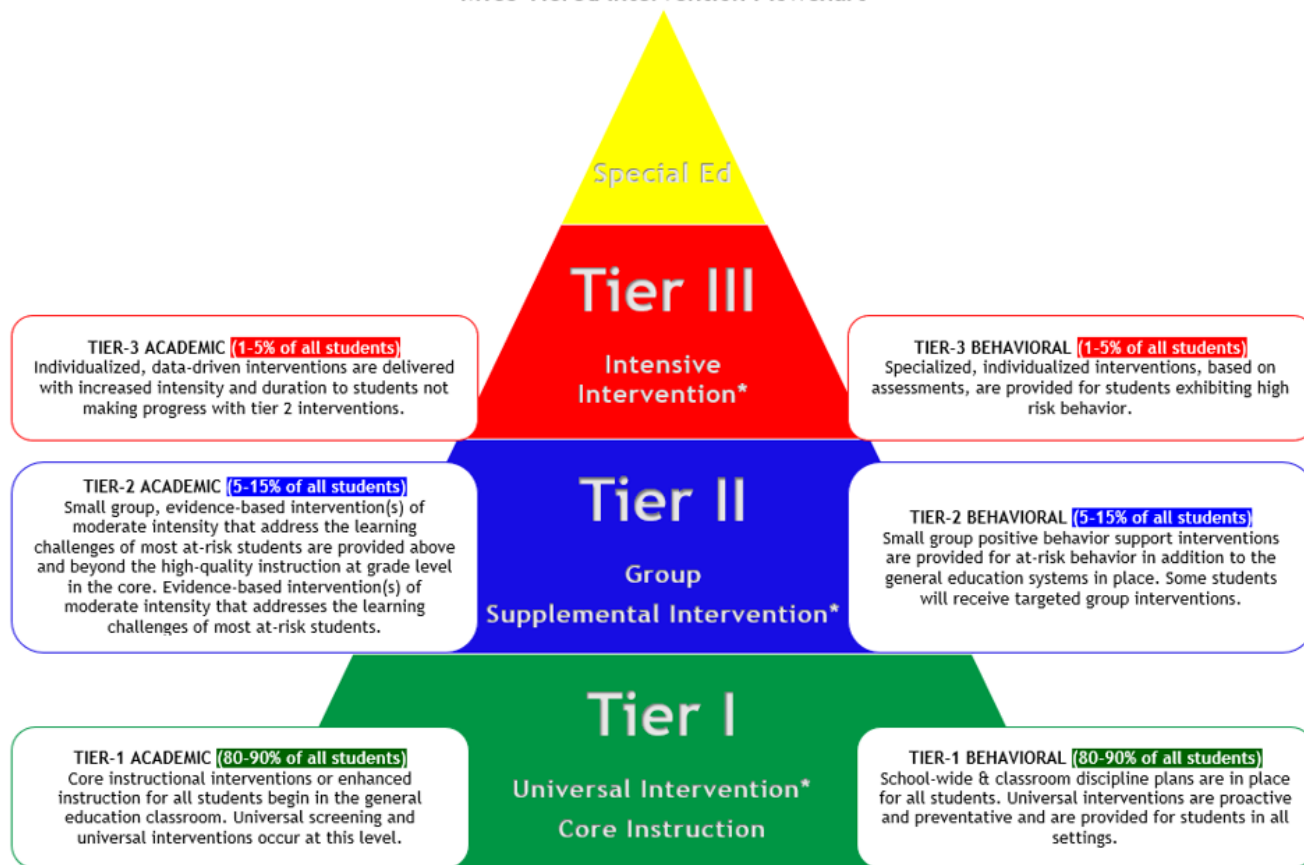 Special Ed
Tier III
Intensive
Intervention*
TIER-3 ACADEMIC (1-5% of all students)
Individualized, data-driven interventions are delivered
with increased intensity and duration to students not
making progress with tier 2 interventions.
TIER-3 BEHAVIORAL (1-5% of all students)
Specialized, individualized interventions, based on
assessments, are provided for students exhibiting high
risk behavior.
Tier II
Group
Supplemental Intervention*
TIER-2 ACADEMIC (5-15% of all students)
Small group, evidence-based intervention(s) of
moderate intensity that address the learning
challenges of most at-risk students are provided above
and beyond the high-quality instruction at grade level
in the core. Evidence-based intervention(s) of
moderate intensity that addresses the learning
challenges of most at-risk students.
TIER-2 BEHAVIORAL (5-15% of all students)
Small group positive behavior support interventions
are provided for at-risk behavior in addition to the
general education systems in place. Some students
will receive targeted group interventions.
Tier I
Universal Intervention*
Core Instruction
TIER-1 ACADEMIC (80-90% of all students)
Core instructional interventions or enhanced
instruction for all students begin in the general
education classroom. Universal screening and
universal interventions occur at this level.
TIER-1 BEHAVIORAL (80-90% of all students)
School-wide & classroom discipline plans are in place
for all students. Universal interventions are proactive
and preventative and are provided for students in all
settings.